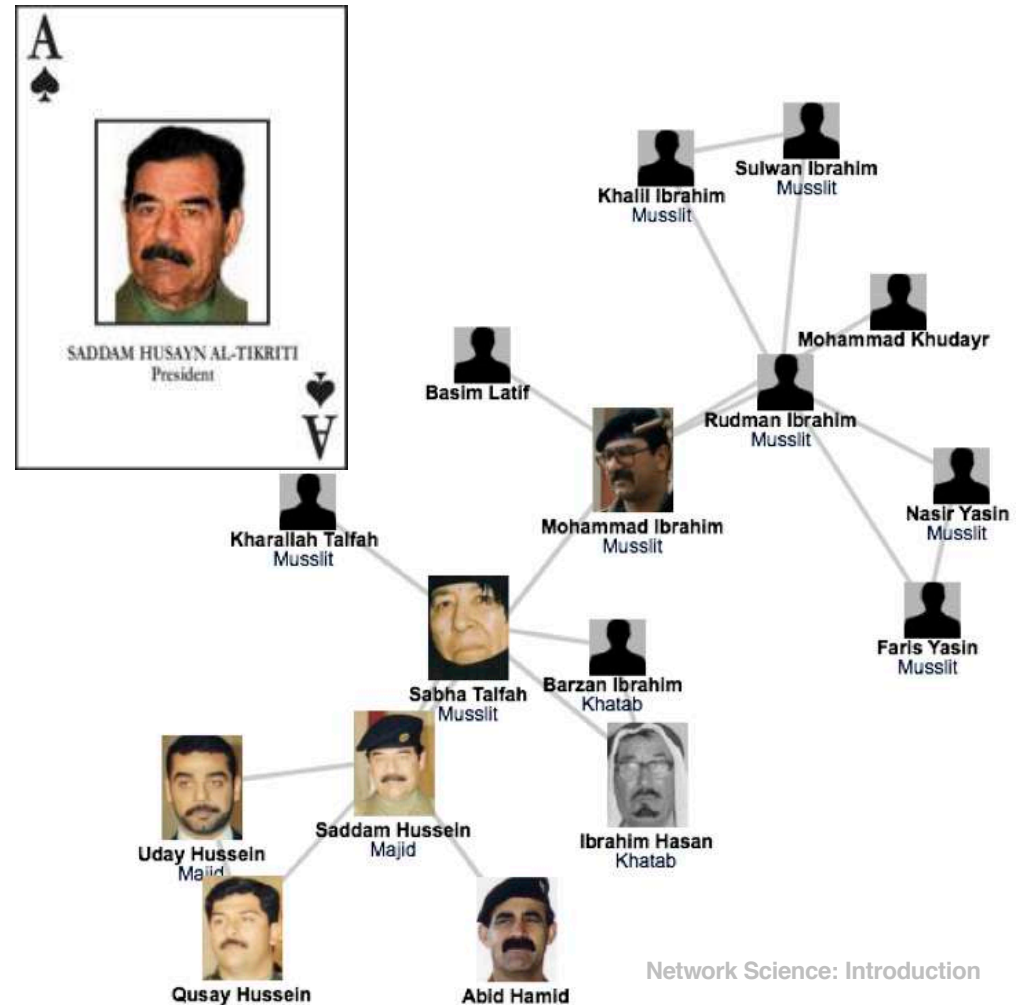 A
SADDAM HUSAYN AL-TIKRITI
President
A
Sulwan Ibrahim
Musslit
Khalil Ibrahim
Musslit
Mohammad Khudayr
Basim Latif
Rudman Ibrahim
Musslit
Mohammad Ibrahim
Musslit
Nasir Yasin
Musslit
Kharallah Talfah
Musslit
Faris Yasin
Musslit
Sabha Talfah
Musslit
Barzan Ibrahim
Khatab
Saddam Hussein
Majid
Ibrahim Hasan
Khatab
Uday Hussein
Majid
Qusay Hussein
Abid Hamid
Network Science: Introduction